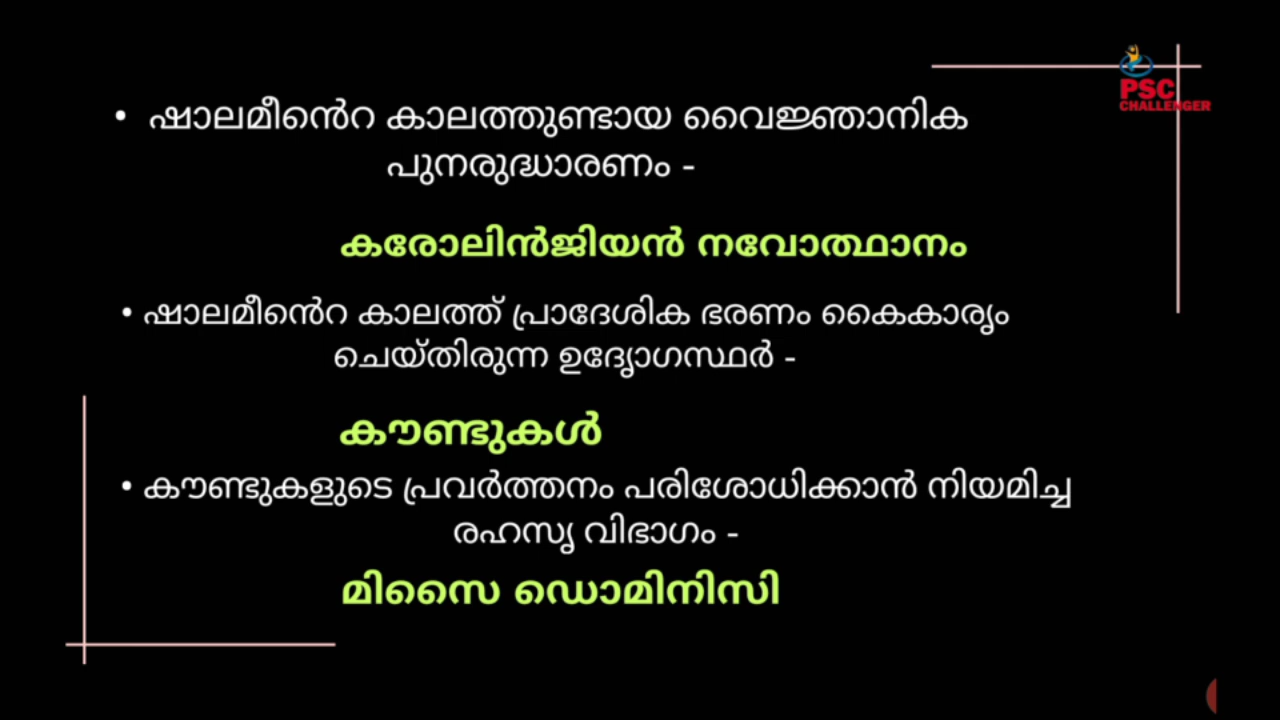 PSC
CHALLENGER
• ഷാലമീൻെറ കാലത്തുണ്ടായ വൈജ്ഞാനിക
പുനരുദ്ധാരണം -
കരോലിൻജിയൻ നവോത്ഥാനം
• ഷാലമീൻെറ കാലത്ത് പ്രാദേശിക ഭരണം കൈകാര്യം
ചെയ്തിരുന്ന ഉദ്യോഗസ്ഥർ -
കൗണ്ടുകൾ
• കൗണ്ടുകളുടെ പ്രവർത്തനം പരിശോധിക്കാൻ നിയമിച്ച
രഹസ്യ വിഭാഗം -
മിസൈ ഡൊമിനിസി